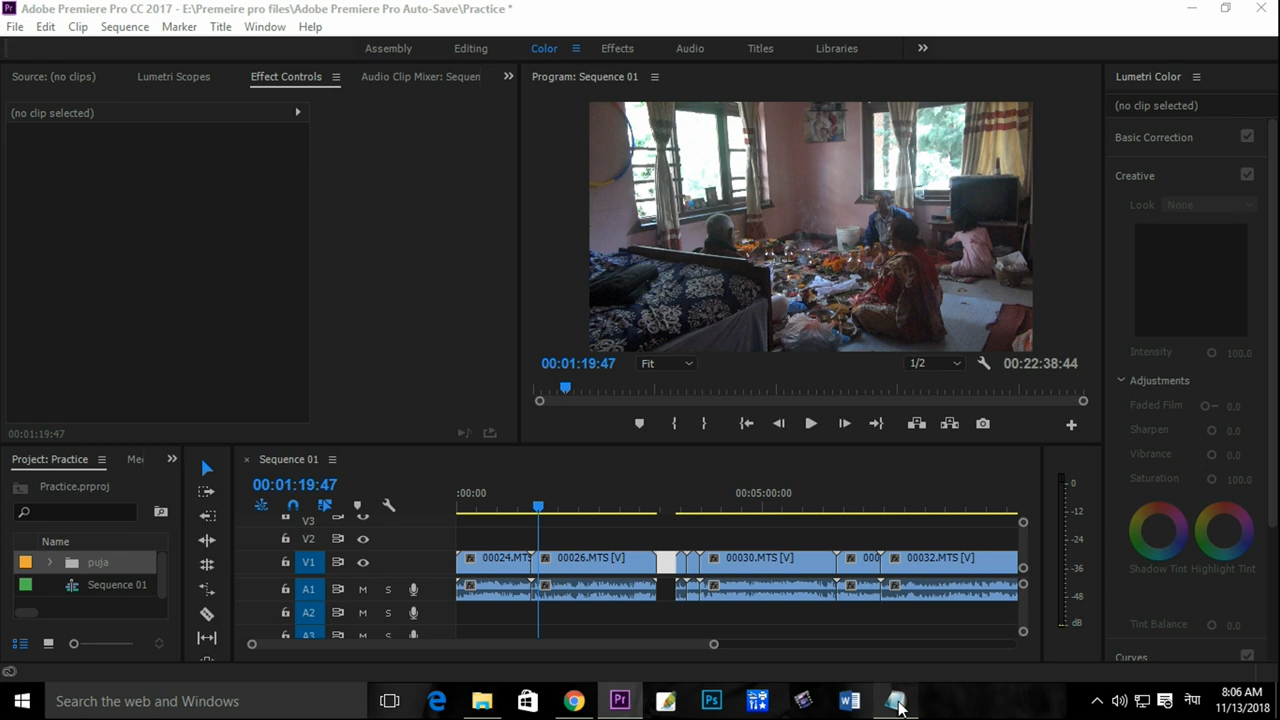 Pr Adobe Premiere Pro CC 2017 - E:\Premeire pro files\Adobe Premiere Pro Auto-Save\Practice *
File Edit Clip Sequence Marker Title Window Help
Assembly Editing Color Effects Audio Titles Libraries
Source: (no clips) Lumetri Scopes Effect Controls Audio Clip Mixer: Sequen
Program: Sequence 01
Lumetri Color
(no clip selected)
(no clip selected)
Basic Correction
Creative
Look None
Intensity 100.0
00:01:19:47 Fit 1/2 00:22:38:44
Adjustments
Faded Film 0.0
Sharpen 0.0
Vibrance 0.0
Saturation 100.0
Shadow Tint Highlight Tint
Tint Balance 0.0
Curves
00:01:19:47
Project: Practice Me
Practice.prproj
Name
puja
Sequence 01
Sequence 01
00:01:19:47
:00:00 00:05:00:00
V3
V2
V1 00024.MTS 00026.MTS [V] 00030.MTS [V] 000 00032.MTS [V]
A1 M S
A2 M S
A3
0
-12
-24
-36
-48
dB
Search the web and Windows
Pr
Ps
नेपा
8:06 AM
11/13/2018